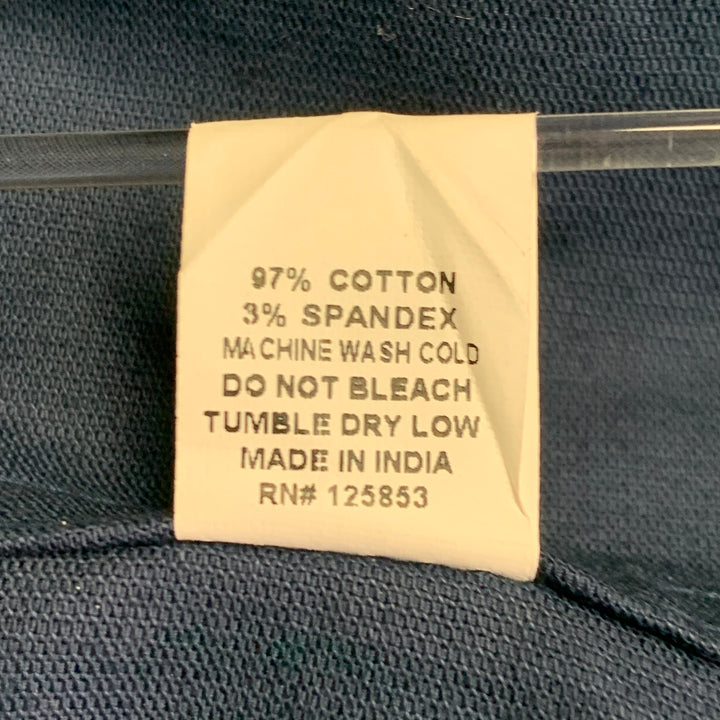 97% COTTON
3% SPANDEX
MACHINE WASH COLD
DO NOT BLEACH
TUMBLE DRY LOW
MADE IN INDIA
RN# 125853